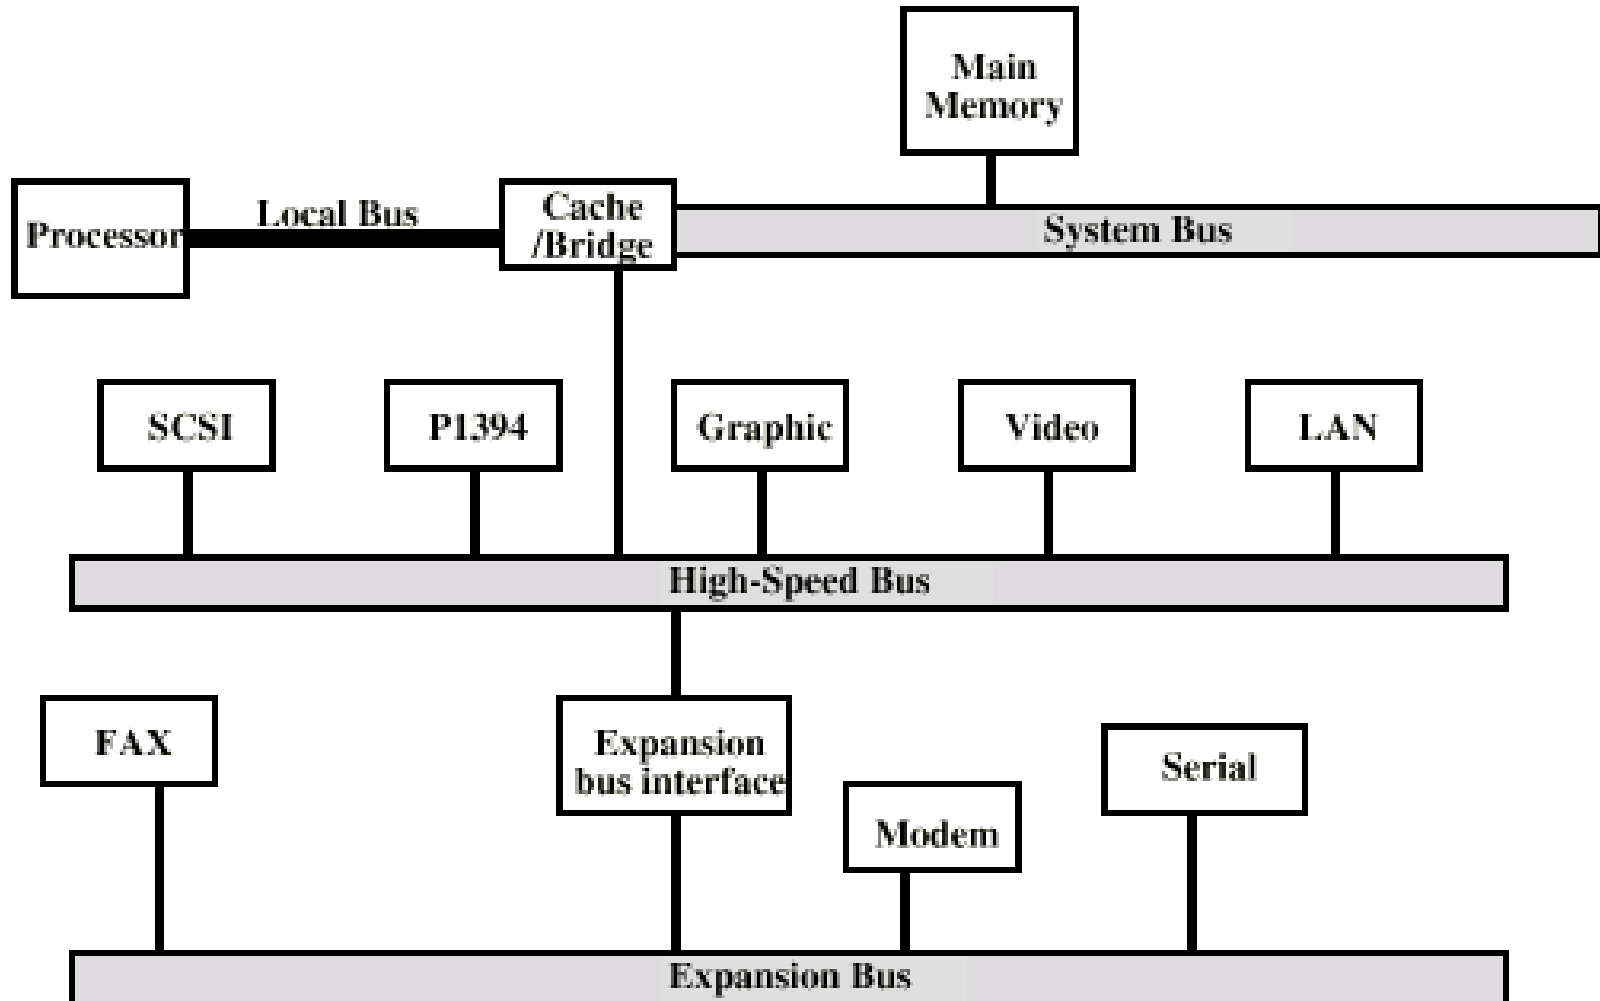 Main
Memory
Processor
Local Bus
Cache
/Bridge
System Bus
SCSI
P1394
Graphic
Video
LAN
High-Speed Bus
FAX
Expansion
bus interface
Modem
Serial
Expansion Bus